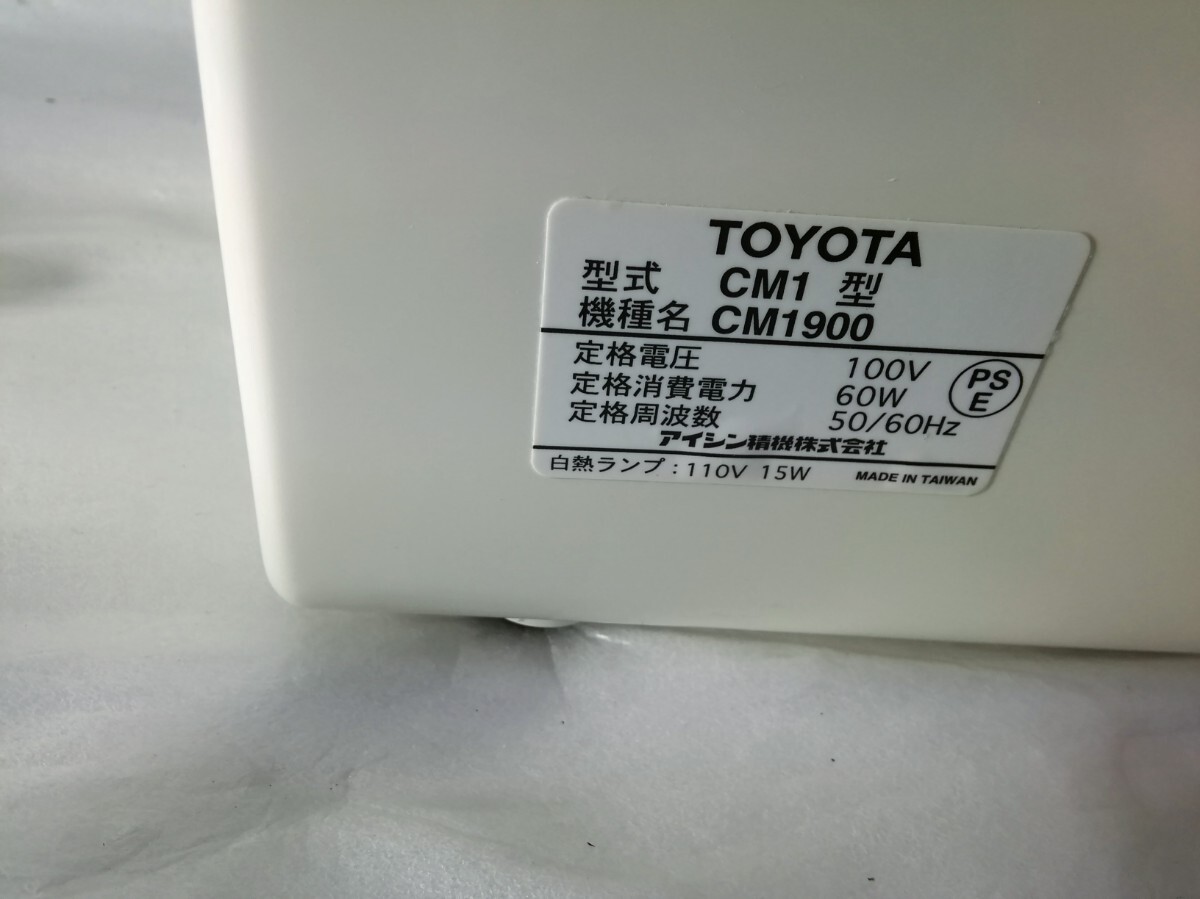 TOYOTA
型式 CM1 型
機種名 CM1900
定格電圧 100V
定格消費電力 60W
定格周波数 50/60Hz
PS
E
アイシン精機株式会社
白熱ランプ : 110V 15W
MADE IN TAIWAN